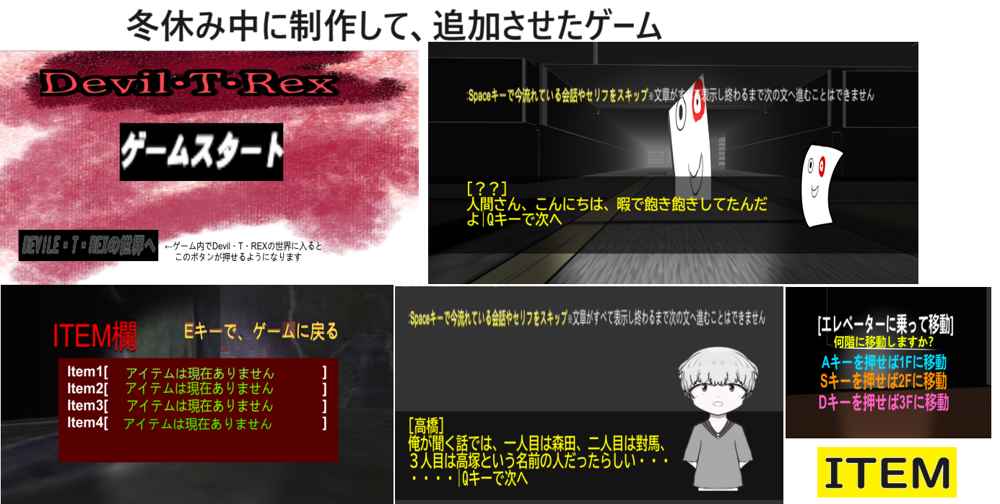 冬休み中に制作して、追加させたゲーム
Devil・T・Rex
ゲームスタート
DEVILE・T・REXの世界へ
←ゲーム内でDevil・T・REXの世界に入ると
このボタンが押せるようになります
:Spaceキーで今流れている会話やセリフをスキップ※文章がすべて表示し終わるまで次の文へ進むことはできません
[？？]
人間さん、こんにちは、暇で飽き飽きしてたんだ
よ|Qキーで次へ
ITEM欄
Eキーで、ゲームに戻る
Item1[ アイテムは現在ありません ]
Item2[ アイテムは現在ありません ]
Item3[ アイテムは現在ありません ]
Item4[ アイテムは現在ありません ]
:Spaceキーで今流れている会話やセリフをスキップ※文章がすべて表示し終わるまで次の文へ進むことはできません
[高橋]
俺が聞く話では、一人目は森田、二人目は對馬、
３人目は高塚という名前の人だったらしい・・・
・・・・|Qキーで次へ
[エレベーターに乗って移動]
何階に移動しますか?
Aキーを押せば1Fに移動
Sキーを押せば2Fに移動
Dキーを押せば3Fに移動
ITEM